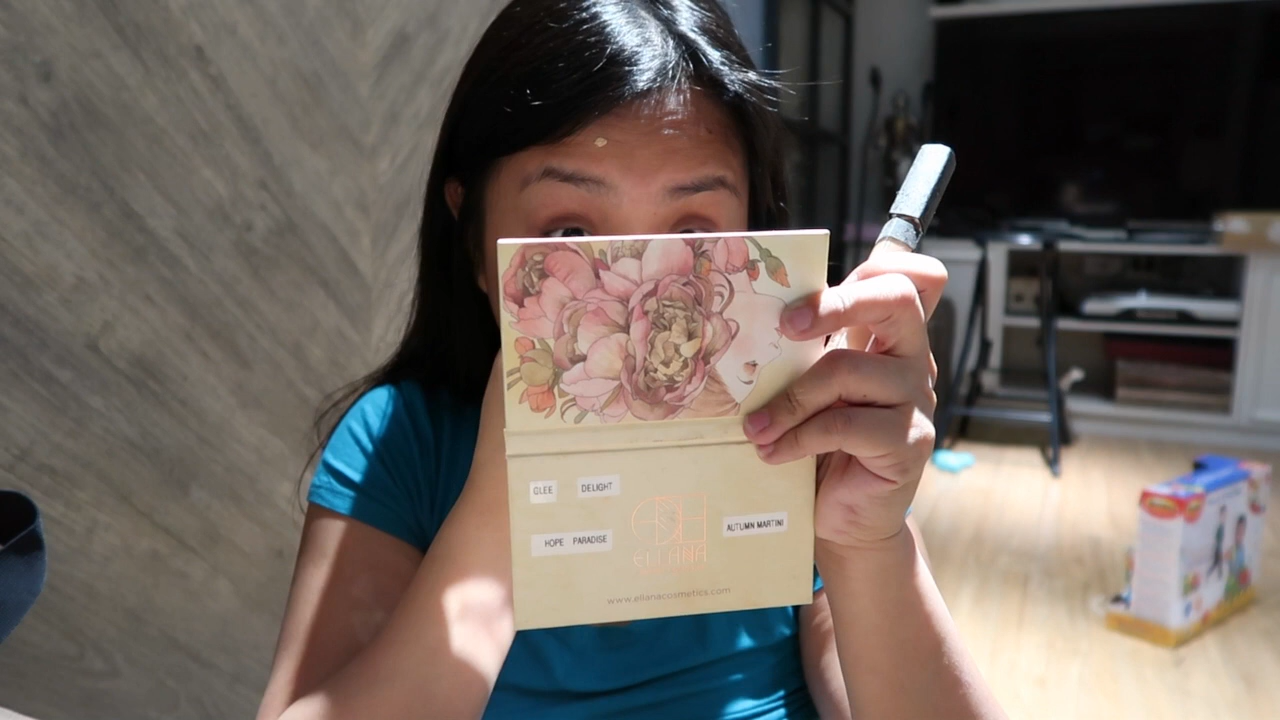 GLEE DELIGHT
HOPE PARADISE
AUTUMN MARTINI
ELLANA
www.ellanacosmetics.com